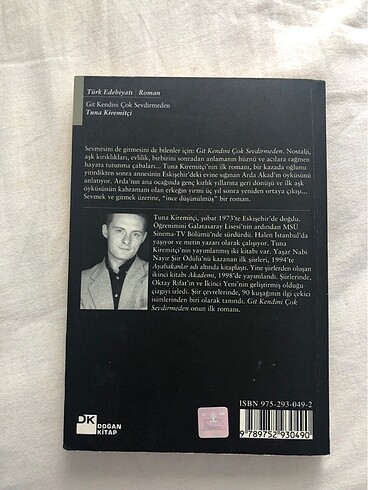 Türk Edebiyatı | Roman
Git Kendini Çok Sevdirmeden
Tuna Kiremitçi
Sevmesini de gitmesini de bilenler için: Git Kendini Çok Sevdirmeden. Nostalji,
aşk kırıklıkları, evlilik, birbirini sonradan anlamanın hüznü ve acılara rağmen
hayata tutunma çabaları... Tuna Kiremitçi'nin ilk romanı, bir kazada oğlunu
yitirdikten sonra annesinin Eskişehir'deki evine sığınan Arda Akad'ın öyküsünü
anlatıyor. Arda'nın ana ocağında genç kızlık yıllarına geri dönüşü ve ilk aşk
öyküsünün kahramanı olan erkeğin yirmi üç yıl sonra yeniden ortaya çıkışı...
Sevmek ve gitmek üzerine, "ince düşünülmüş" bir roman.
Tuna Kiremitçi, şubat 1973'te Eskişehir'de doğdu.
Öğrenimini Galatasaray Lisesi'nin ardından MSÜ
Sinema-TV Bölümü'nde sürdürdü. Halen İstanbul'da
yaşıyor ve metin yazarı olarak çalışıyor. Tuna
Kiremitçi'nin yayımlanmış iki kitabı var. Yaşar Nabi
Nayır Şiir Ödülü'nü kazanan ilk şiirleri, 1994'te
Ayabakanlar adı altında kitaplaştı. Yine şiirlerden oluşan
ikinci kitabı Akademi, 1998'de yayımlandı. Şiirlerinde,
Oktay Rifat'ın ve İkinci Yeni'nin geliştirmiş olduğu
çizgiyi izledi. Şiir çevrelerinde, 90 kuşağının ilgi çekici
isimlerinden biri olarak tanındı. Git Kendini Çok
Sevdirmeden onun ilk romanı.
ISBN 975-293-049-2
DK
DOĞAN
KİTAP
9789752930490